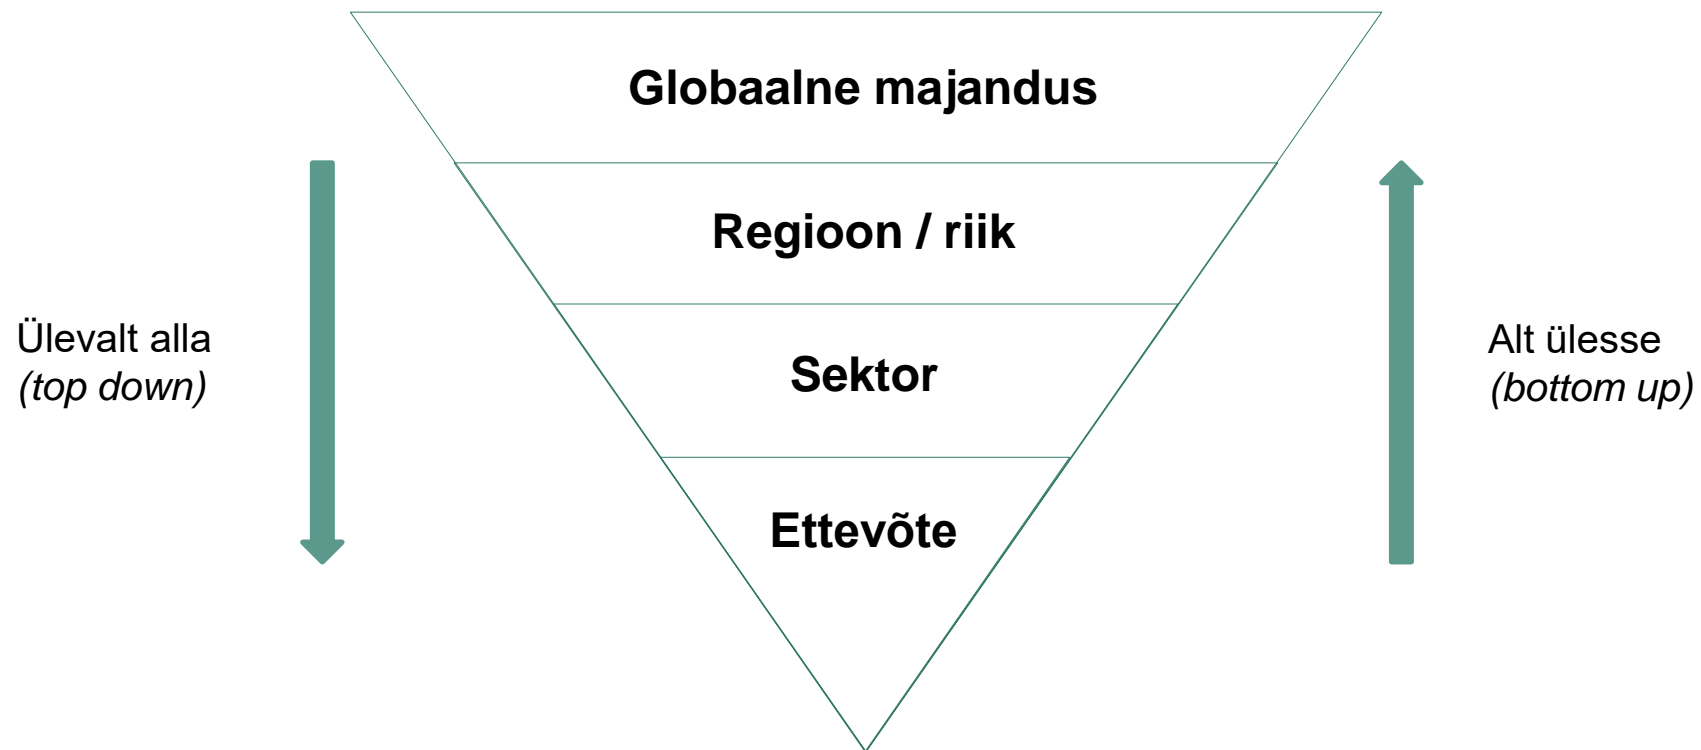 Globaalne majandus
Regioon / riik
Ülevalt alla
(top down)
Sektor
Alt ülesse
(bottom up)
Ettevõte